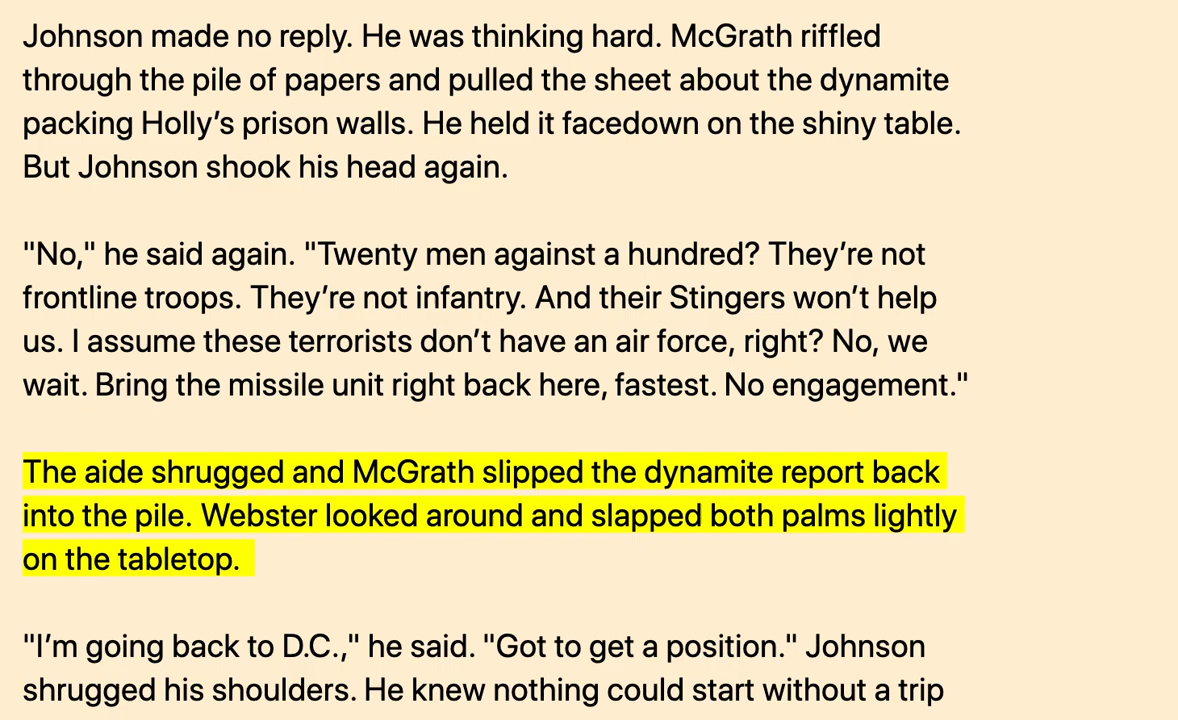 Johnson made no reply. He was thinking hard. McGrath riffled
through the pile of papers and pulled the sheet about the dynamite
packing Holly’s prison walls. He held it facedown on the shiny table.
But Johnson shook his head again.
"No," he said again. "Twenty men against a hundred? They’re not
frontline troops. They’re not infantry. And their Stingers won’t help
us. I assume these terrorists don’t have an air force, right? No, we
wait. Bring the missile unit right back here, fastest. No engagement."
The aide shrugged and McGrath slipped the dynamite report back
into the pile. Webster looked around and slapped both palms lightly
on the tabletop.
"I’m going back to D.C.," he said. "Got to get a position." Johnson
shrugged his shoulders. He knew nothing could start without a trip